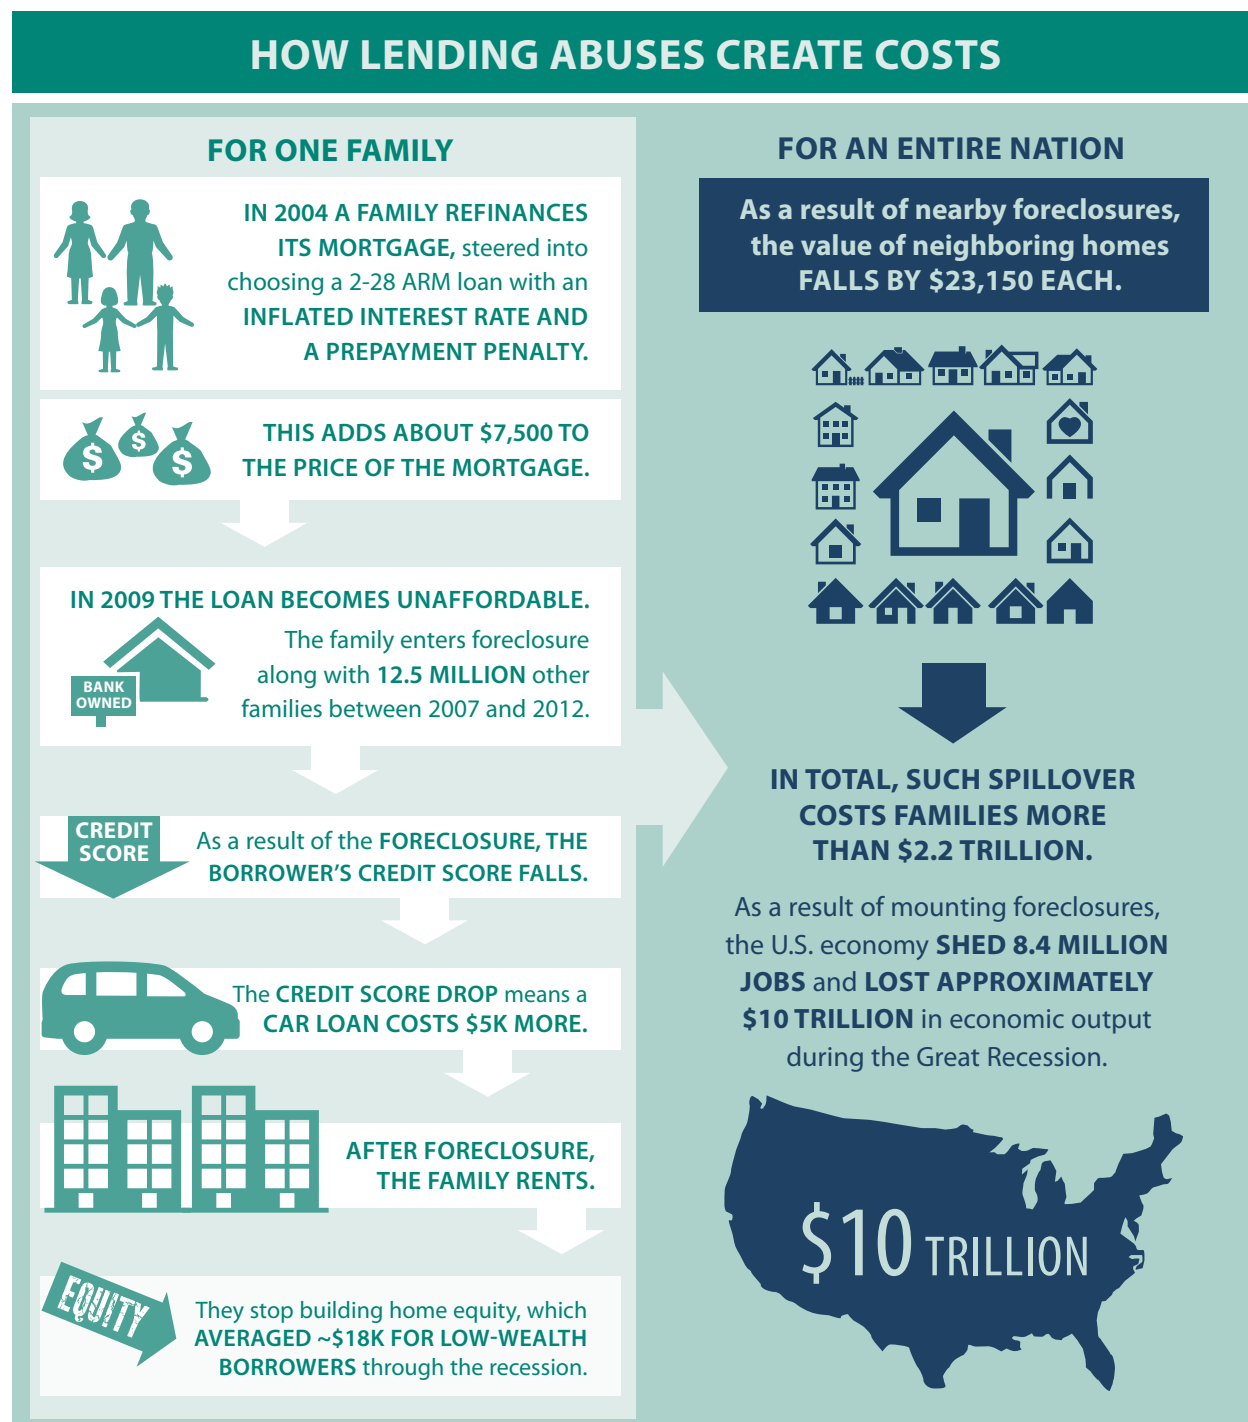 HOW LENDING ABUSES CREATE COSTS
FOR ONE FAMILY
IN 2004 A FAMILY REFINANCES
ITS MORTGAGE, steered into
choosing a 2-28 ARM loan with an
INFLATED INTEREST RATE AND
A PREPAYMENT PENALTY.
$ $ $
THIS ADDS ABOUT $7,500 TO
THE PRICE OF THE MORTGAGE.
IN 2009 THE LOAN BECOMES UNAFFORDABLE.
The family enters foreclosure
along with 12.5 MILLION other
families between 2007 and 2012.
BANK
OWNED
CREDIT
SCORE
As a result of the FORECLOSURE, THE
BORROWER'S CREDIT SCORE FALLS.
The CREDIT SCORE DROP means a
CAR LOAN COSTS $5K MORE.
AFTER FORECLOSURE,
THE FAMILY RENTS.
EQUITY
They stop building home equity, which
AVERAGED ~$18K FOR LOW-WEALTH
BORROWERS through the recession.
FOR AN ENTIRE NATION
As a result of nearby foreclosures,
the value of neighboring homes
FALLS BY $23,150 EACH.
IN TOTAL, SUCH SPILLOVER
COSTS FAMILIES MORE
THAN $2.2 TRILLION.
As a result of mounting foreclosures,
the U.S. economy SHED 8.4 MILLION
JOBS and LOST APPROXIMATELY
$10 TRILLION in economic output
during the Great Recession.
$10 TRILLION